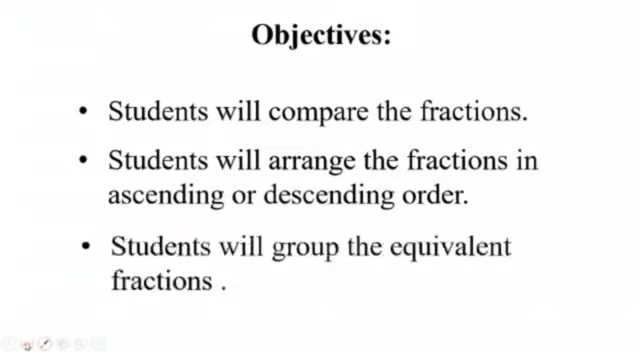 Objectives:
• Students will compare the fractions.
• Students will arrange the fractions in
ascending or descending order.
• Students will group the equivalent
fractions .